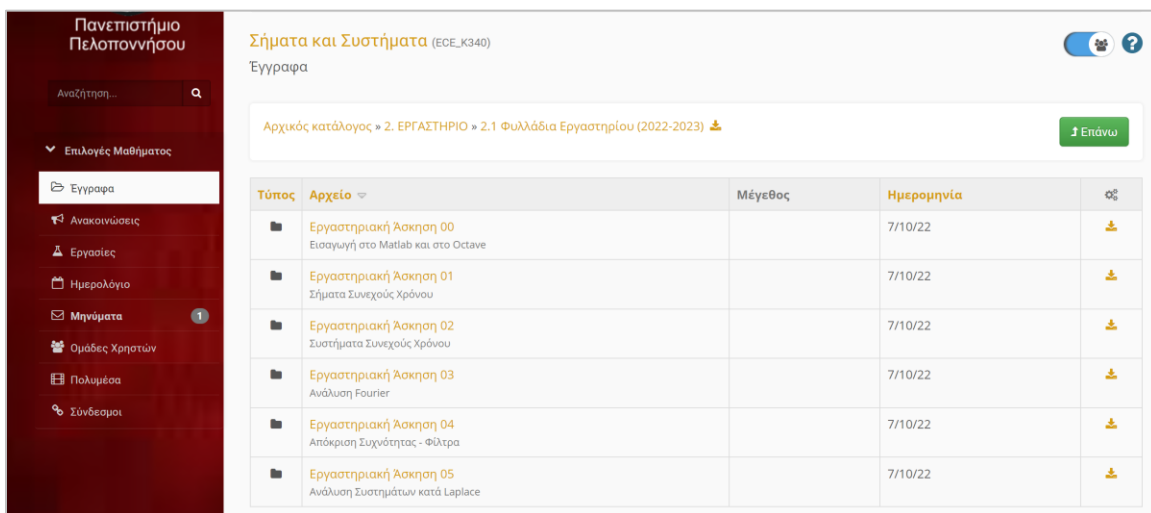 Πανεπιστήμιο
Πελοποννήσου
Αναζήτηση...
Επιλογές Μαθήματος
Έγγραφα
Ανακοινώσεις
Εργασίες
Ημερολόγιο
Μηνύματα 1
Ομάδες Χρηστών
Πολυμέσα
Σύνδεσμοι
Σήματα και Συστήματα (ECE_K340)
Έγγραφα
Αρχικός κατάλογος » 2. ΕΡΓΑΣΤΗΡΙΟ » 2.1 Φυλλάδια Εργαστηρίου (2022-2023)
Επάνω
Τύπος Αρχείο Μέγεθος Ημερομηνία
Εργαστηριακή Άσκηση 00 7/10/22
Εισαγωγή στο Matlab και στο Octave
Εργαστηριακή Άσκηση 01 7/10/22
Σήματα Συνεχούς Χρόνου
Εργαστηριακή Άσκηση 02 7/10/22
Συστήματα Συνεχούς Χρόνου
Εργαστηριακή Άσκηση 03 7/10/22
Ανάλυση Fourier
Εργαστηριακή Άσκηση 04 7/10/22
Απόκριση Συχνότητας - Φίλτρα
Εργαστηριακή Άσκηση 05 7/10/22
Ανάλυση Συστημάτων κατά Laplace